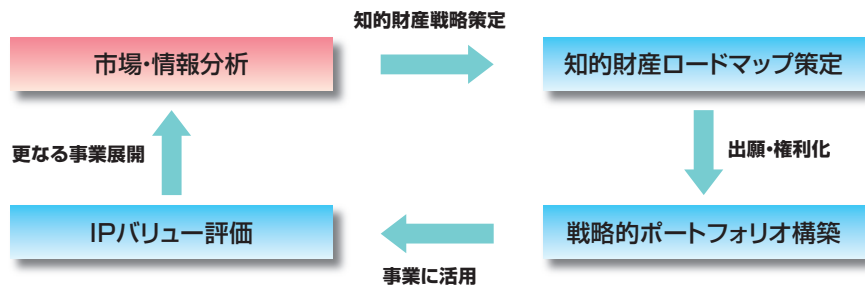 知的財産戦略策定
市場・情報分析
知的財産ロードマップ策定
更なる事業展開
出願・権利化
IPバリュー評価
戦略的ポートフォリオ構築
事業に活用